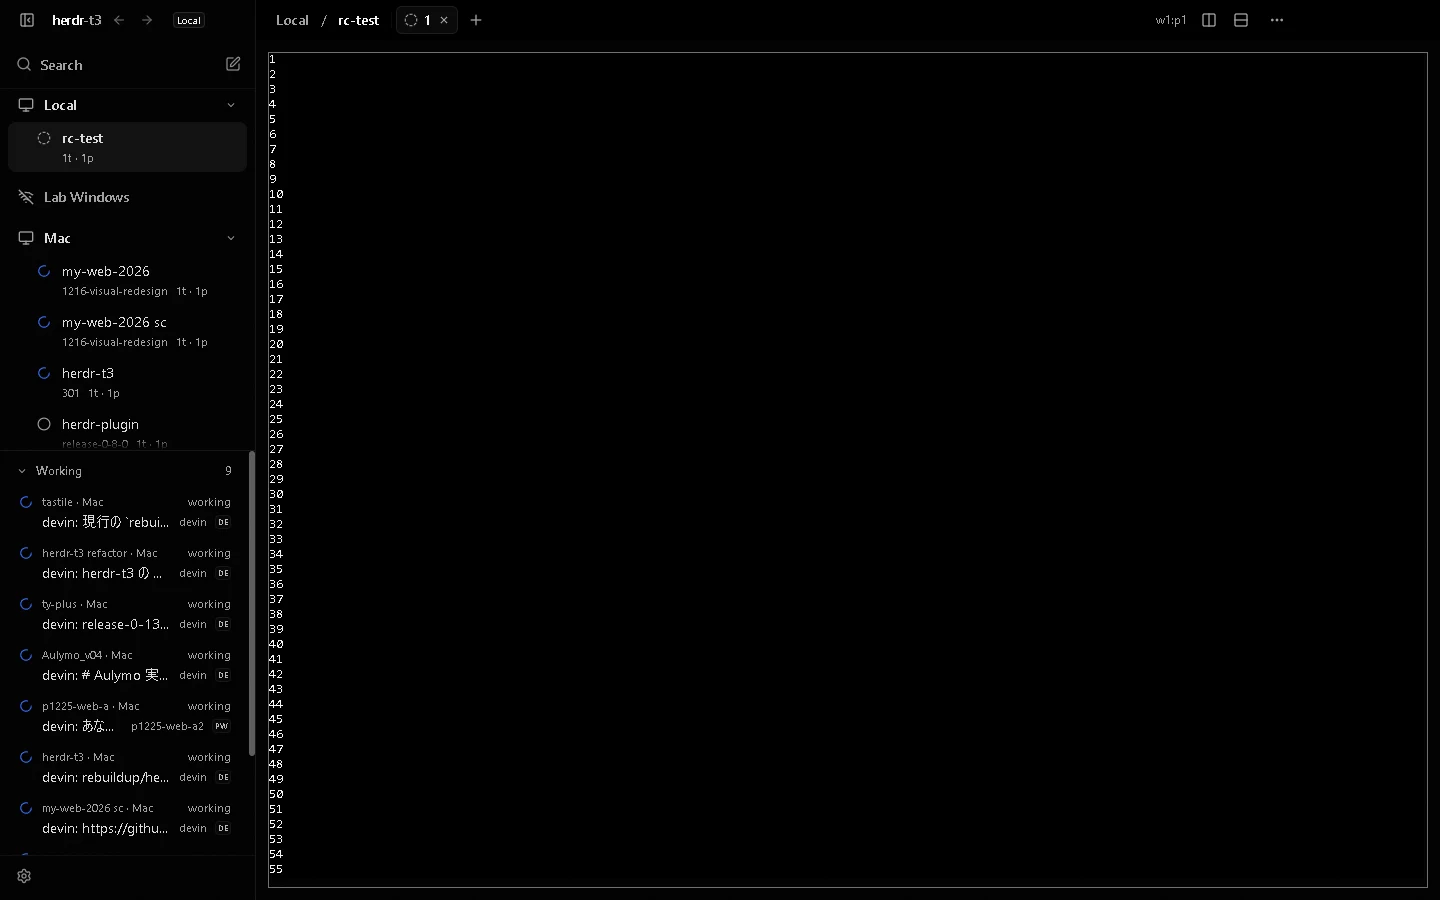 herdr-t3
Local
Search
Local
rc-test
1t · 1p
Lab Windows
Mac
my-web-2026
1216-visual-redesign 1t · 1p
my-web-2026 sc
1216-visual-redesign 1t · 1p
herdr-t3
301 1t · 1p
herdr-plugin
release-0-8-0 1t · 1p
Working 9
tastile · Mac working
devin: 現行の `rebui... devin DE
herdr-t3 refactor · Mac working
devin: herdr-t3 の ... devin DE
ty-plus · Mac working
devin: release-0-13... devin DE
Aulymo_v04 · Mac working
devin: # Aulymo 実... devin DE
p1225-web-a · Mac working
devin: あな... p1225-web-a2 PW
herdr-t3 · Mac working
devin: rebuildup/he... devin DE
my-web-2026 sc · Mac working
devin: https://githu... devin DE
Local / rc-test 1 × +
w1:p1
1
2
3
4
5
6
7
8
9
10
11
12
13
14
15
16
17
18
19
20
21
22
23
24
25
26
27
28
29
30
31
32
33
34
35
36
37
38
39
40
41
42
43
44
45
46
47
48
49
50
51
52
53
54
55